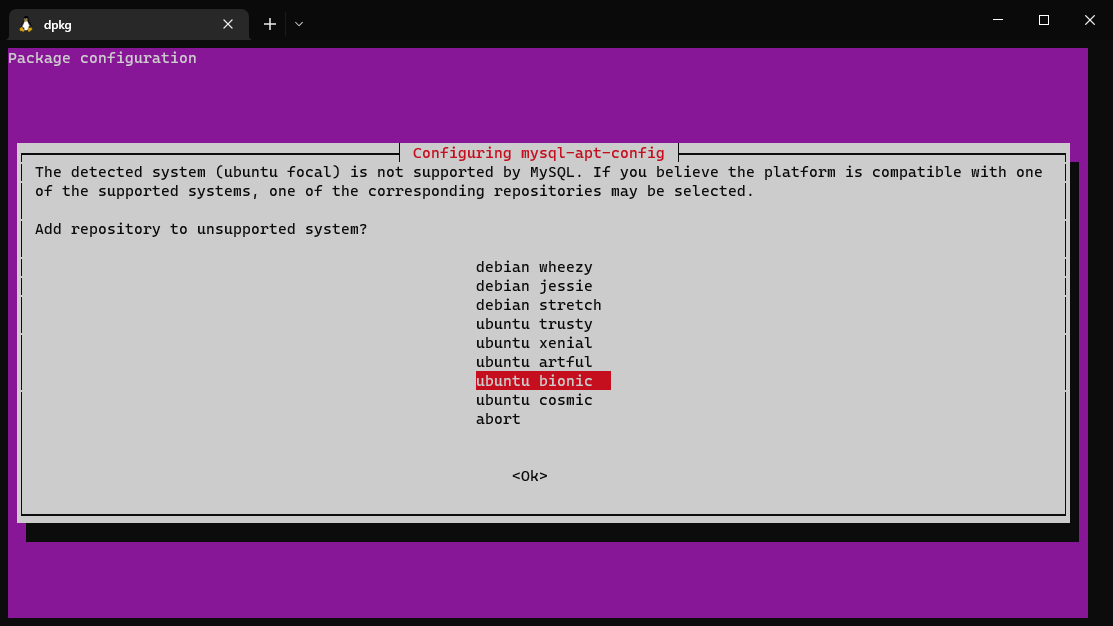 dpkg
Package configuration
Configuring mysql-apt-config
The detected system (ubuntu focal) is not supported by MySQL. If you believe the platform is compatible with one
of the supported systems, one of the corresponding repositories may be selected.
Add repository to unsupported system?
debian wheezy
debian jessie
debian stretch
ubuntu trusty
ubuntu xenial
ubuntu artful
ubuntu bionic
ubuntu cosmic
abort
<Ok>